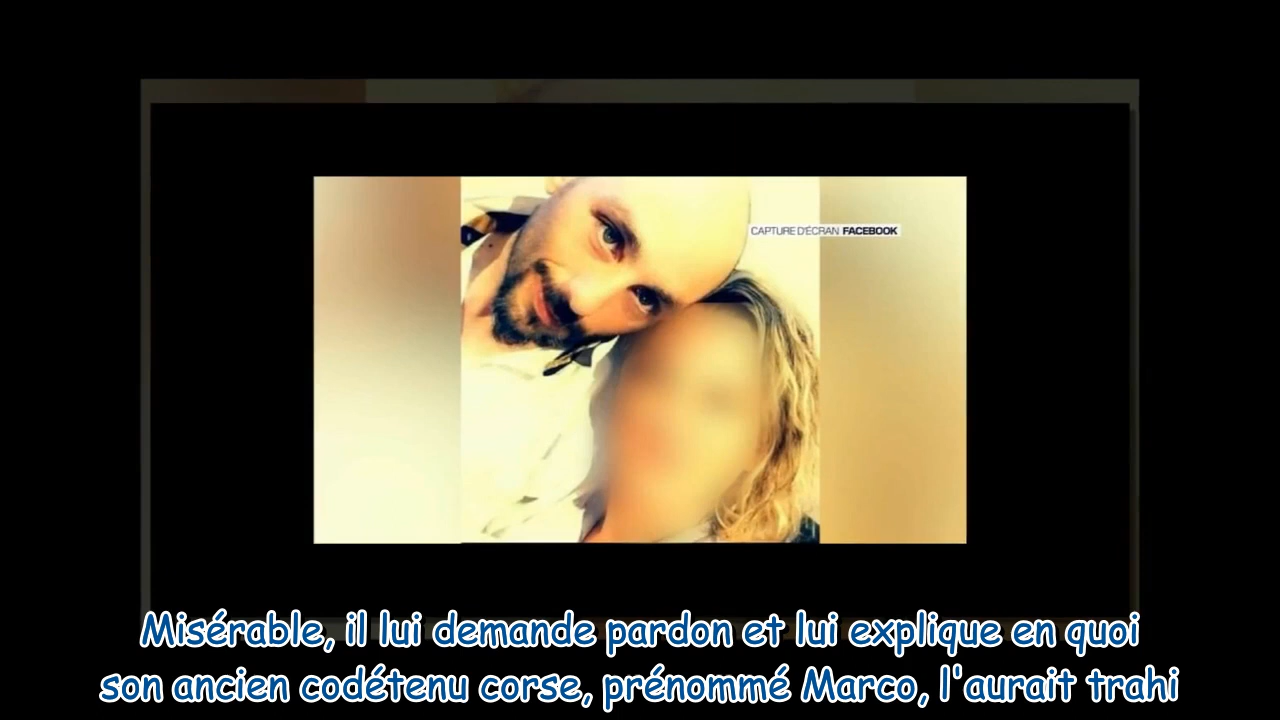 CAPTURE D'ÉCRAN FACEBOOK
Misérable, il lui demande pardon et lui explique en quoi
son ancien codétenu corse, prénommé Marco, l'aurait trahi